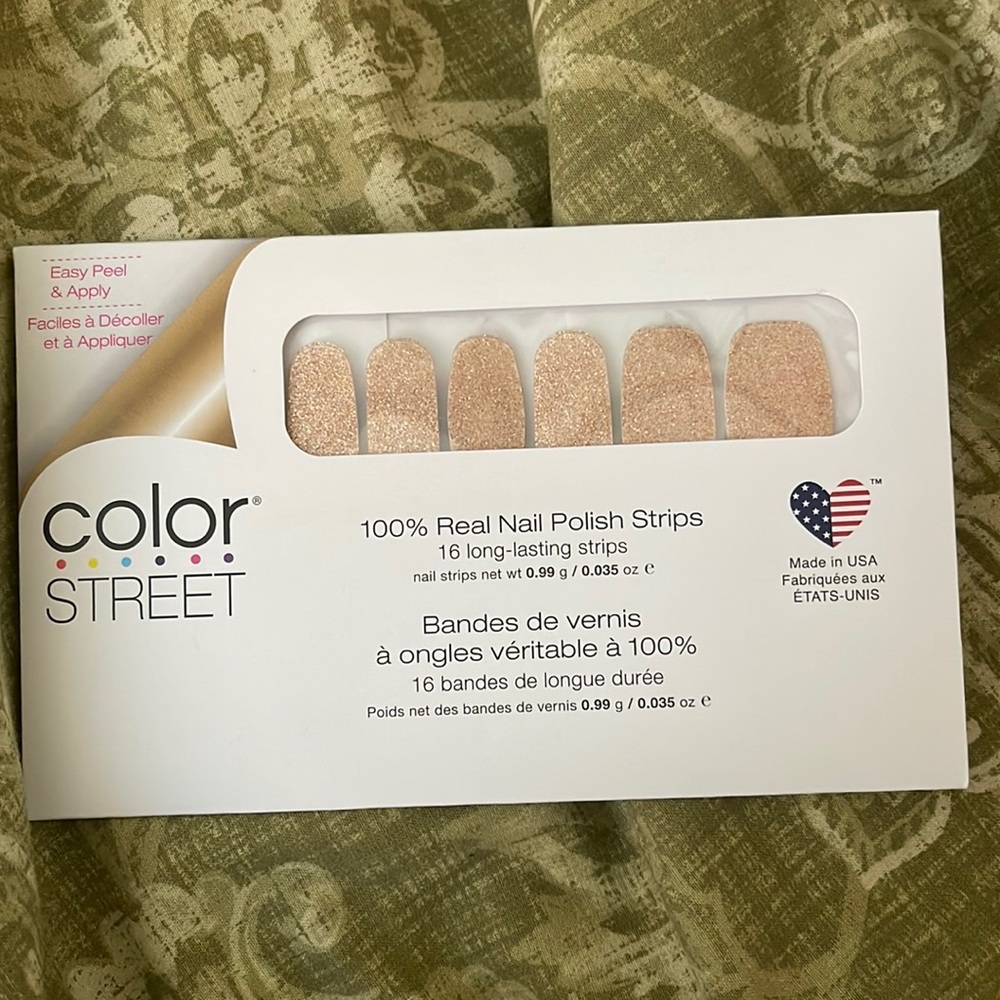 Easy Peel
& Apply
Faciles à Décoller
et à Appliquer
color®
STREET
100% Real Nail Polish Strips
16 long-lasting strips
nail strips net wt 0.99 g / 0.035 oz ℮
Bandes de vernis
à ongles véritable à 100%
16 bandes de longue durée
Poids net des bandes de vernis 0.99 g / 0.035 oz ℮
™
Made in USA
Fabriquées aux
ÉTATS-UNIS